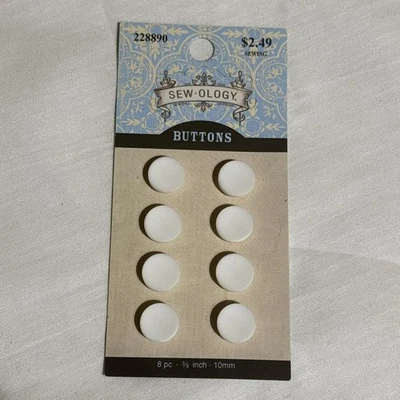 228890
$2.49
SEWING
SEW·OLOGY
BUTTONS
8 pc · ⅜ inch · 10mm